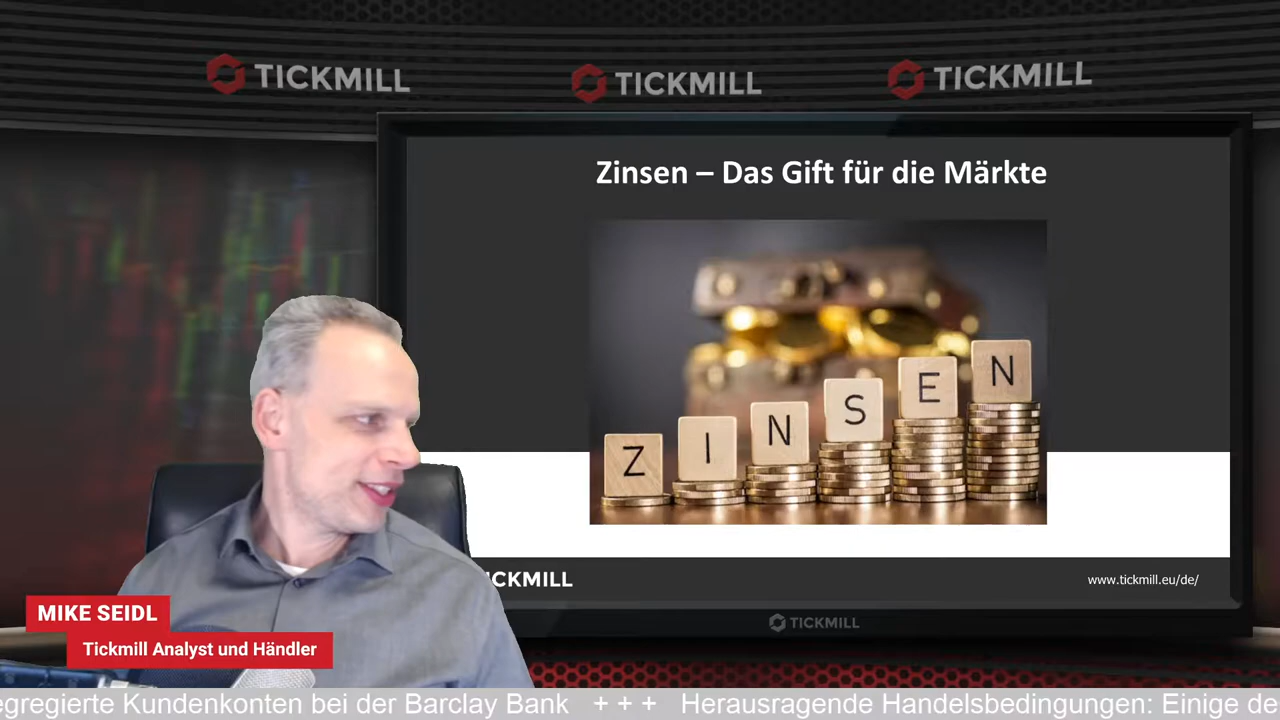 TICKMILL
TICKMILL
TICKMILL
Zinsen – Das Gift für die Märkte
Z I N S E N
ICKMILL
www.tickmill.eu/de/
TICKMILL
MIKE SEIDL
Tickmill Analyst und Händler
egregierte Kundenkonten bei der Barclay Bank +++ Herausragende Handelsbedingungen: Einige de